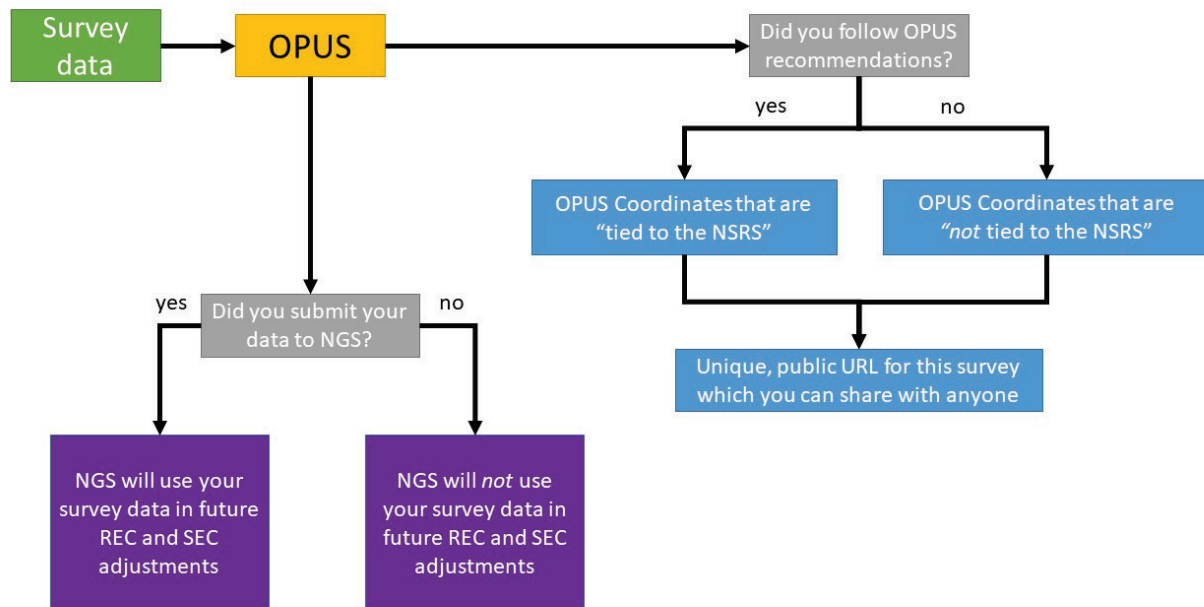 Survey
data
OPUS
Did you follow OPUS
recommendations?
yes
no
OPUS Coordinates that are
“tied to the NSRS”
OPUS Coordinates that are
“not tied to the NSRS”
Unique, public URL for this survey
which you can share with anyone
yes
Did you submit your
data to NGS?
no
NGS will use your
survey data in future
REC and SEC
adjustments
NGS will not use
your survey data in
future REC and SEC
adjustments